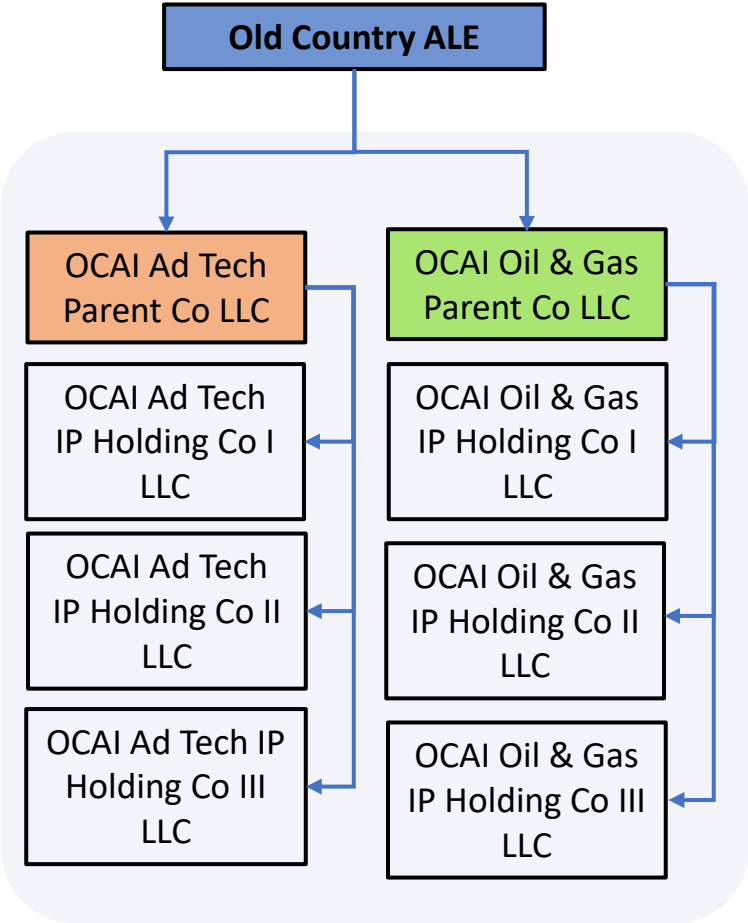 Old Country ALE
OCAI Ad Tech
Parent Co LLC
OCAI Ad Tech
IP Holding Co I
LLC
OCAI Ad Tech
IP Holding Co II
LLC
OCAI Ad Tech IP
Holding Co III
LLC
OCAI Oil & Gas
Parent Co LLC
OCAI Oil & Gas
IP Holding Co I
LLC
OCAI Oil & Gas
IP Holding Co II
LLC
OCAI Oil & Gas
IP Holding Co III
LLC